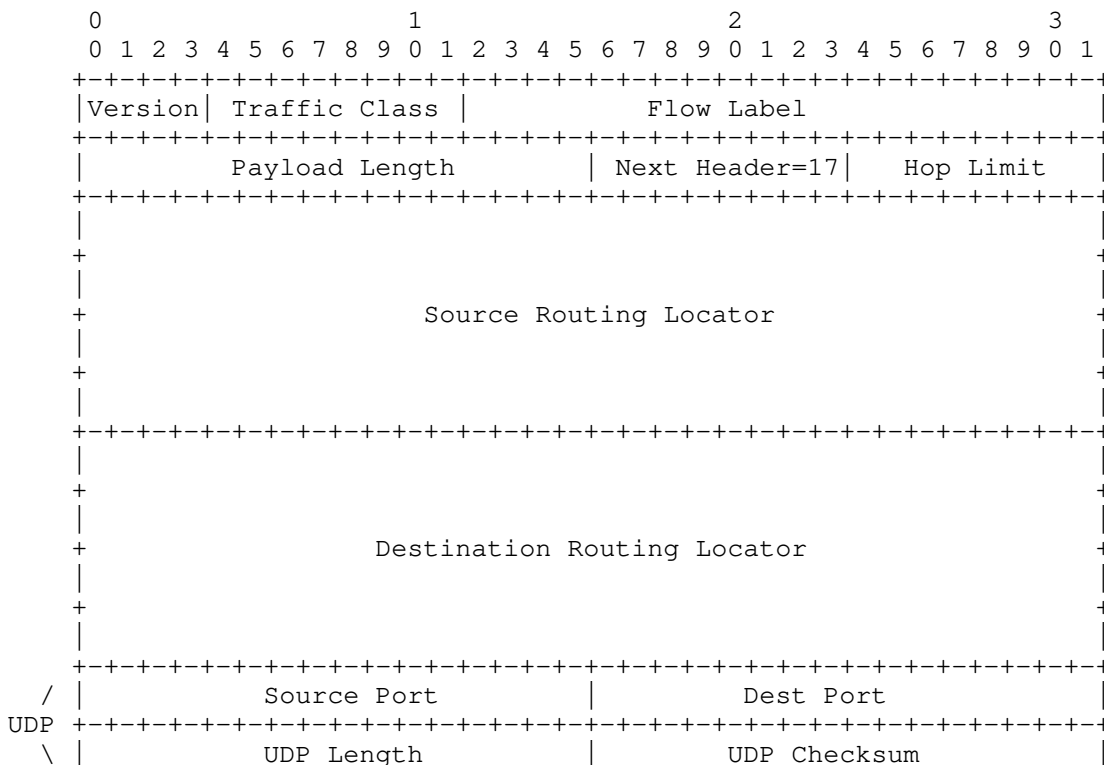 0                   1                   2                   3
0 1 2 3 4 5 6 7 8 9 0 1 2 3 4 5 6 7 8 9 0 1 2 3 4 5 6 7 8 9 0 1
+-+-+-+-+-+-+-+-+-+-+-+-+-+-+-+-+-+-+-+-+-+-+-+-+-+-+-+-+-+-+-+-+
|Version| Traffic Class |           Flow Label                  |
+-+-+-+-+-+-+-+-+-+-+-+-+-+-+-+-+-+-+-+-+-+-+-+-+-+-+-+-+-+-+-+-+
|         Payload Length        | Next Header=17|   Hop Limit   |
+-+-+-+-+-+-+-+-+-+-+-+-+-+-+-+-+-+-+-+-+-+-+-+-+-+-+-+-+-+-+-+-+
|                                                               |
+                                                               +
|                                                               |
+                     Source Routing Locator                    +
|                                                               |
+                                                               +
|                                                               |
+-+-+-+-+-+-+-+-+-+-+-+-+-+-+-+-+-+-+-+-+-+-+-+-+-+-+-+-+-+-+-+-+
|                                                               |
+                                                               +
|                                                               |
+                  Destination Routing Locator                  +
|                                                               |
+                                                               +
|                                                               |
+-+-+-+-+-+-+-+-+-+-+-+-+-+-+-+-+-+-+-+-+-+-+-+-+-+-+-+-+-+-+-+-+
/ |           Source Port         |         Dest Port             |
UDP +-+-+-+-+-+-+-+-+-+-+-+-+-+-+-+-+-+-+-+-+-+-+-+-+-+-+-+-+-+-+-+-+
\ |           UDP Length          |        UDP Checksum           |